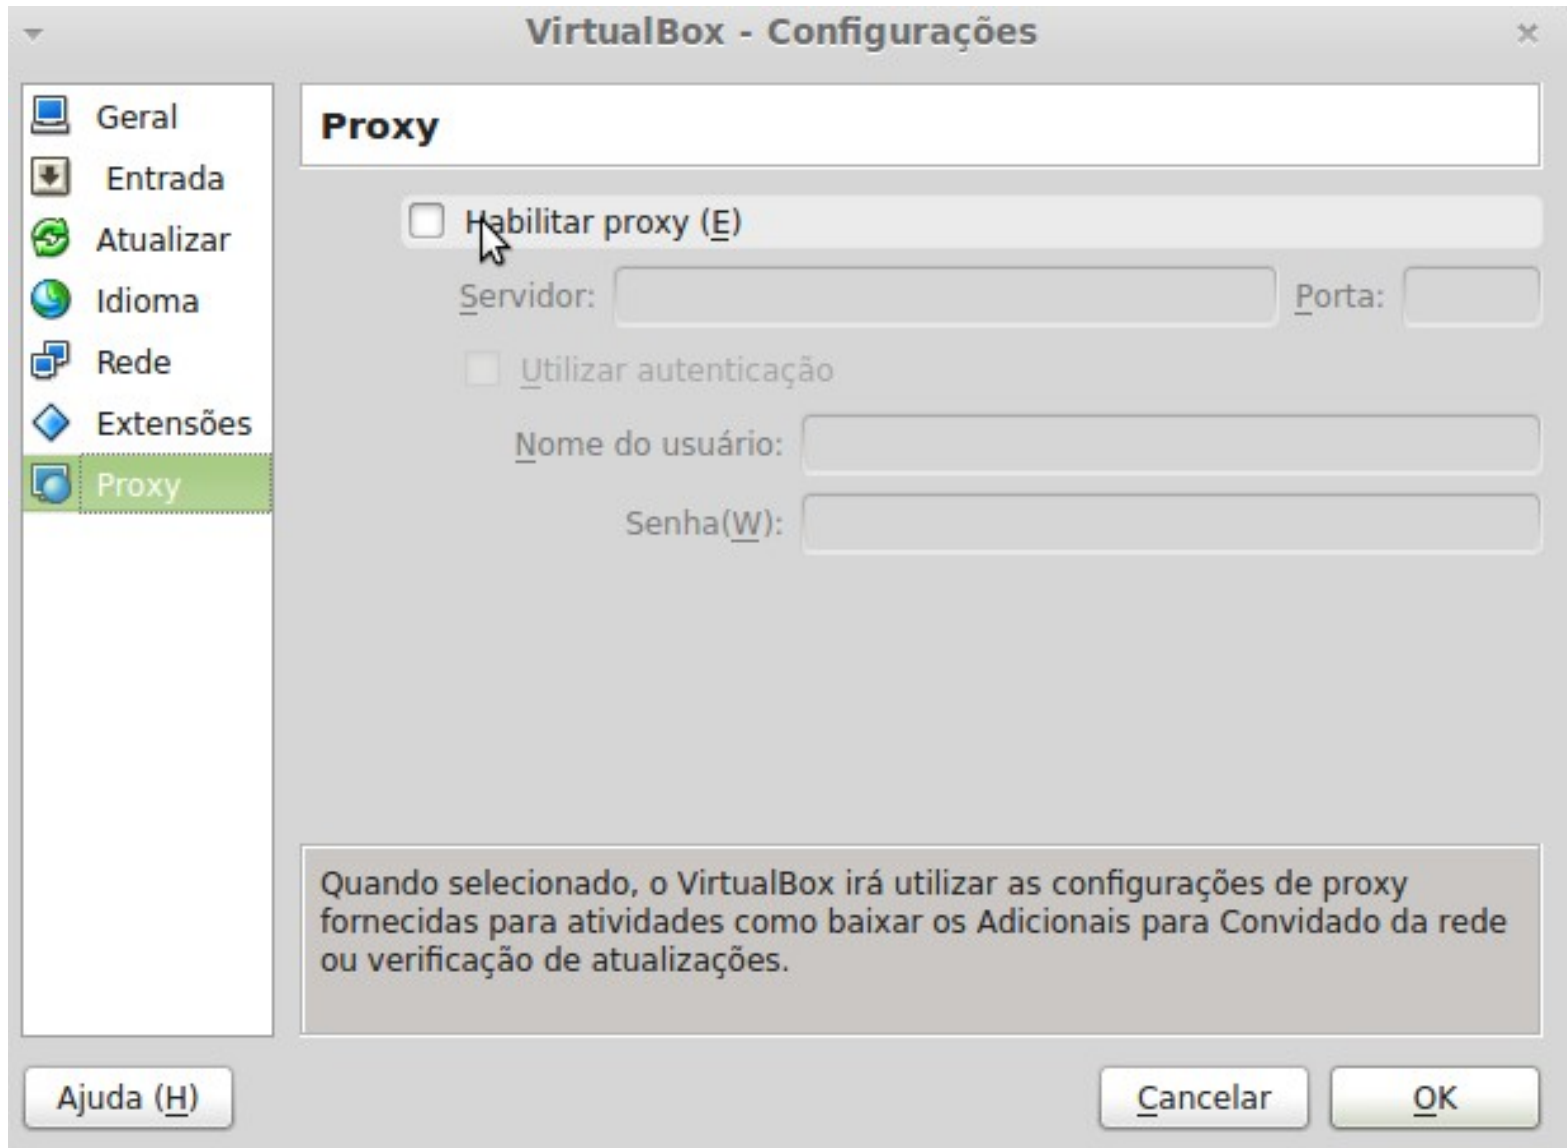 VirtualBox - Configurações
Geral
Entrada
Atualizar
Idioma
Rede
Extensões
Proxy
Proxy
Habilitar proxy (E)
Servidor: Porta:
Utilizar autenticação
Nome do usuário:
Senha(W):
Quando selecionado, o VirtualBox irá utilizar as configurações de proxy
fornecidas para atividades como baixar os Adicionais para Convidado da rede
ou verificação de atualizações.
Ajuda (H) Cancelar OK